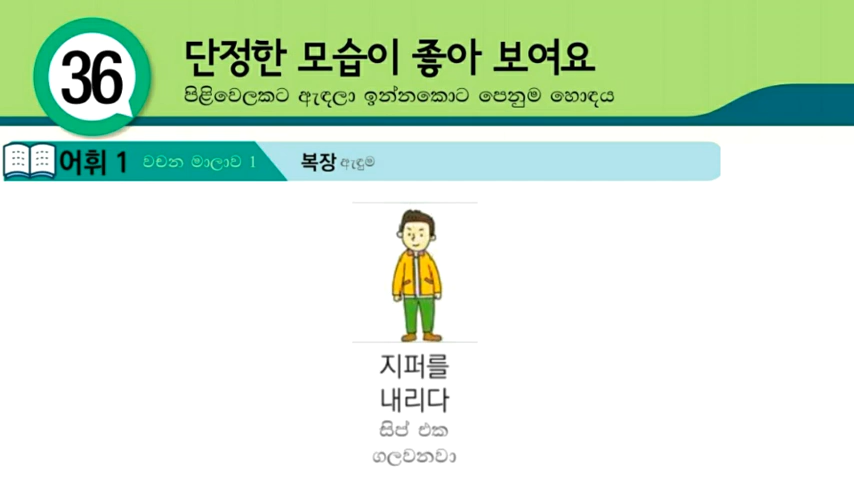 36
단정한 모습이 좋아 보여요
පිළිවෙලකට ඇඳලා ඉන්නකොට පෙනුම හොඳය
어휘 1 වචන මාලාව 1 복장 ඇඳුම
지퍼를
내리다
සිප් එක
ගලවනවා